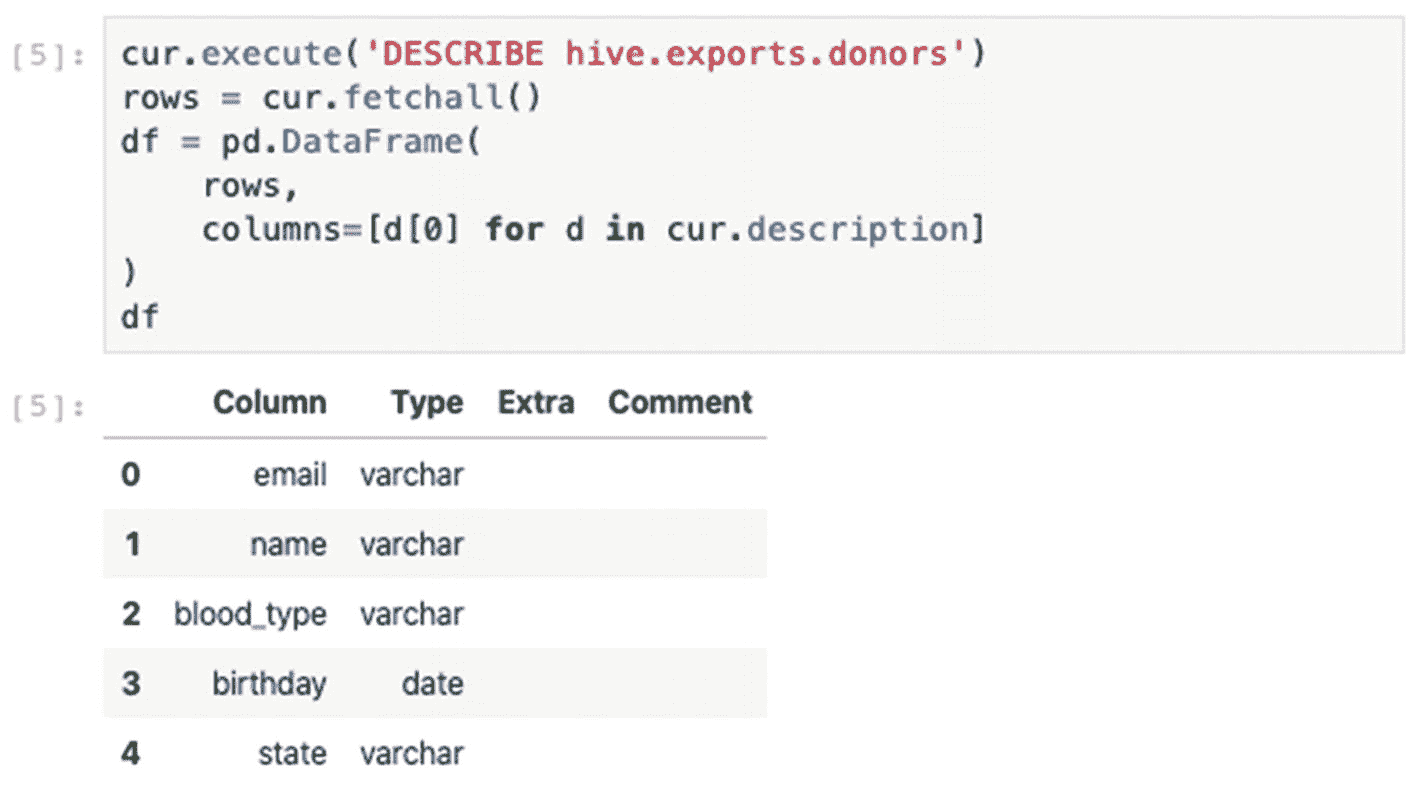 [5]: cur.execute('DESCRIBE hive.exports.donors')
rows = cur.fetchall()
df = pd.DataFrame(
    rows,
    columns=[d[0] for d in cur.description]
)
df
[5]: Column Type Extra Comment
0 email varchar
1 name varchar
2 blood_type varchar
3 birthday date
4 state varchar